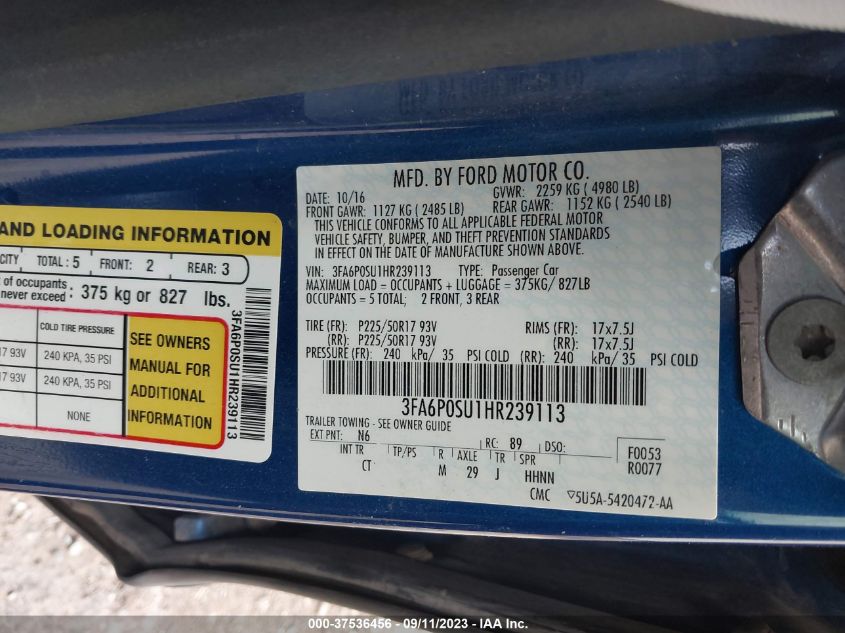 MFD. BY FORD MOTOR CO.
DATE: 10/16 GVWR: 2259 KG ( 4980 LB)
FRONT GAWR: 1127 KG ( 2485 LB) REAR GAWR: 1152 KG ( 2540 LB)
THIS VEHICLE CONFORMS TO ALL APPLICABLE FEDERAL MOTOR
VEHICLE SAFETY, BUMPER, AND THEFT PREVENTION STANDARDS
IN EFFECT ON THE DATE OF MANUFACTURE SHOWN ABOVE.
VIN: 3FA6P0SU1HR239113 TYPE: Passenger Car
MAXIMUM LOAD = OCCUPANTS + LUGGAGE = 375KG/ 827LB
OCCUPANTS = 5 TOTAL; 2 FRONT, 3 REAR
TIRE (FR): P225/50R17 93V RIMS (FR): 17x7.5J
(RR): P225/50R17 93V (RR): 17x7.5J
PRESSURE (FR): 240 kPa/ 35 PSI COLD (RR): 240 kPa/ 35 PSI COLD
3FA6P0SU1HR239113
TRAILER TOWING - SEE OWNER GUIDE
EXT PNT: N6 RC: 89 DSO: F0053
INT TR TP/PS R AXLE TR SPR R0077
CT M 29 J HHNN
CMC ▽5U5A-5420472-AA
AND LOADING INFORMATION
CITY TOTAL : 5 FRONT: 2 REAR: 3
t of occupants
never exceed : 375 kg or 827 lbs.
COLD TIRE PRESSURE
17 93V 240 KPA, 35 PSI
17 93V 240 KPA, 35 PSI
NONE
SEE OWNERS
MANUAL FOR
ADDITIONAL
INFORMATION
3FA6P0SU1HR239113
000-37536456 - 09/11/2023 - IAA Inc.